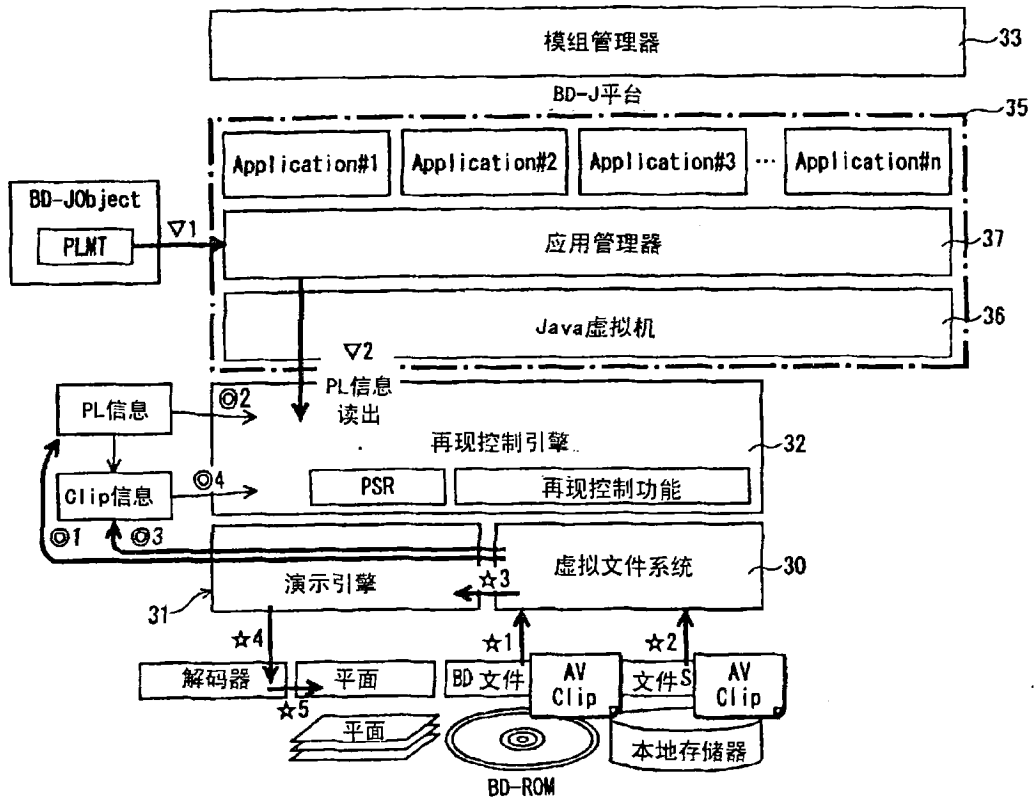 模组管理器
33
BD-J平台
35
Application#1
Application#2
Application#3
…
Application#n
BD-JObject
PLMT
▽1
应用管理器
37
Java虚拟机
36
▽2
PL信息
读出
PL信息
◎2
再现控制引擎
32
Clip信息
◎4
PSR
再现控制功能
◎1
◎3
演示引擎
31
☆3
虚拟文件系统
30
☆4
☆1
☆2
解码器
☆5
平面
BD 文件
AV
Clip
文件S
AV
Clip
平面
BD-ROM
本地存储器